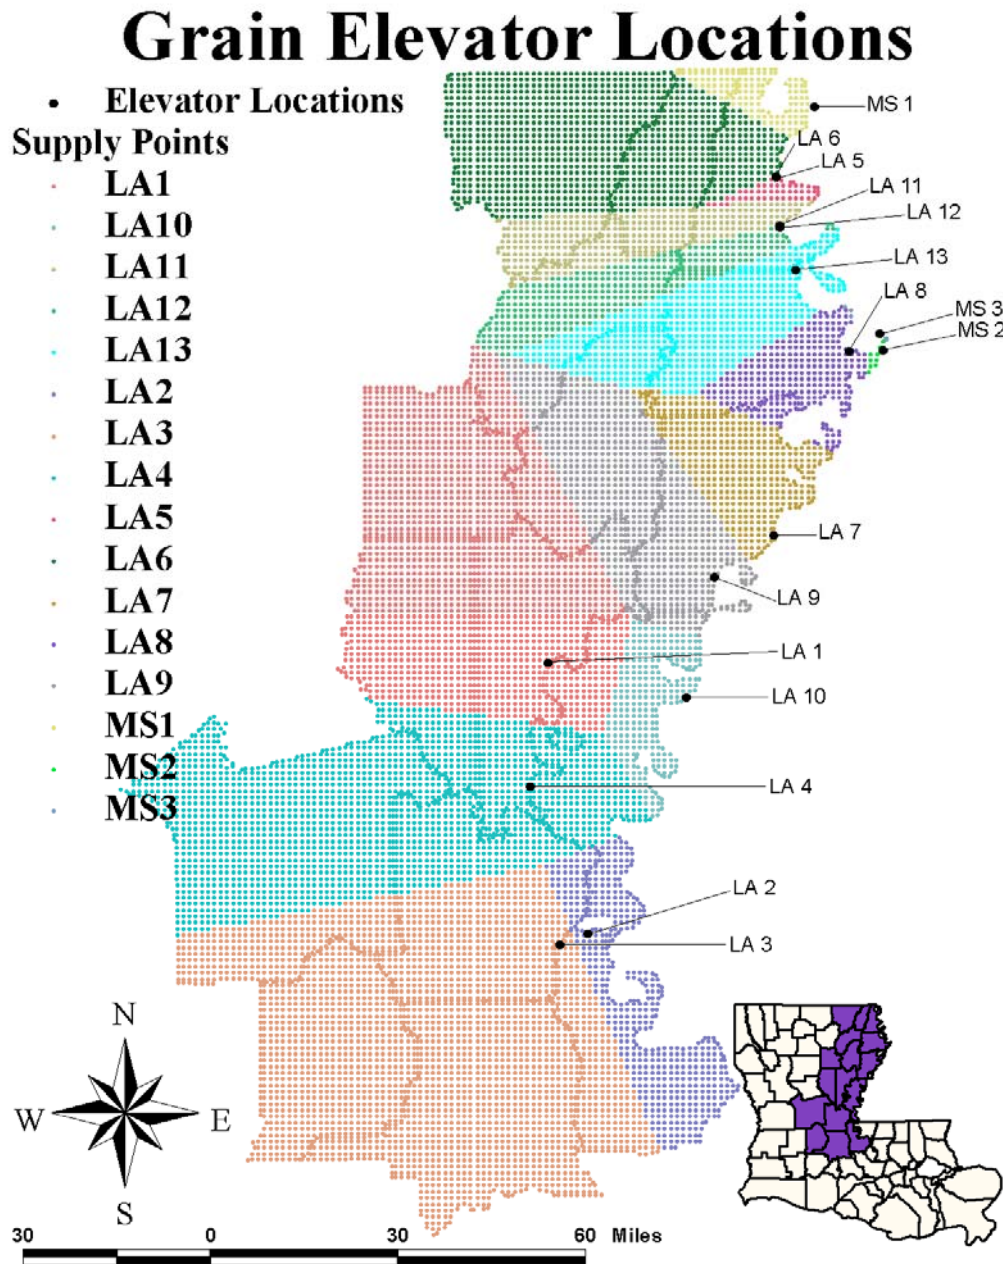 Grain Elevator Locations
Elevator Locations
Supply Points
LA1
LA10
LA11
LA12
LA13
LA2
LA3
LA4
LA5
LA6
LA7
LA8
LA9
MS1
MS2
MS3
MS 1
LA 6
LA 5
LA 11
LA 12
LA 13
LA 8
MS 3
MS 2
LA 7
LA 9
LA 1
LA 10
LA 4
LA 2
LA 3
N
W E
S
30 0 30 60 Miles